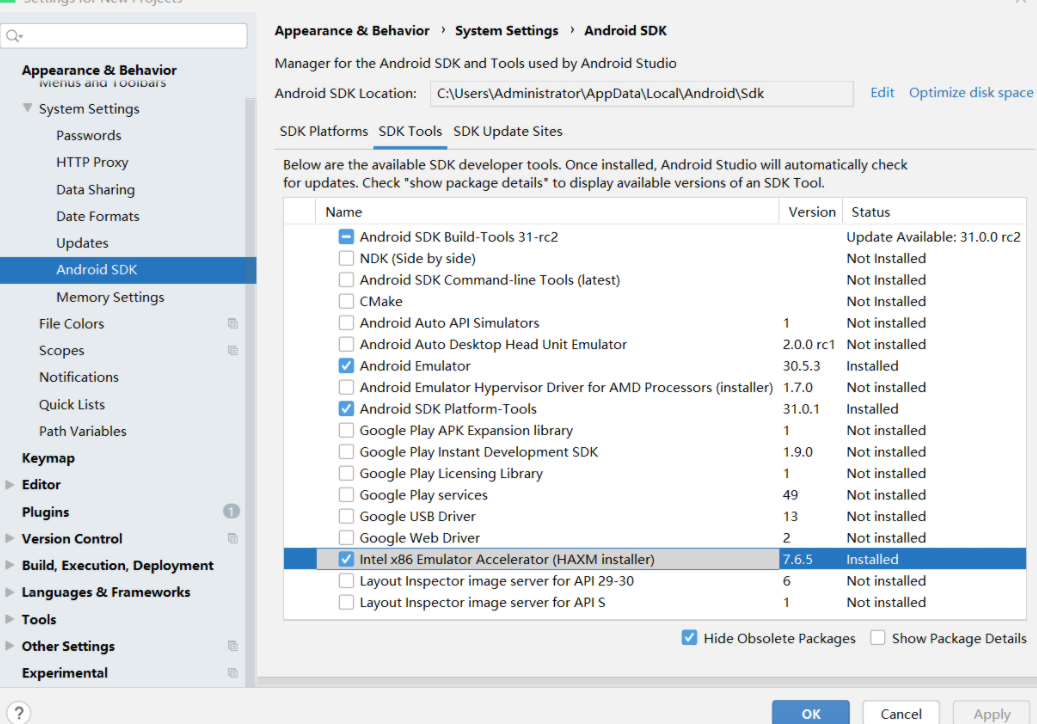 Settings for New Projects
Appearance & Behavior
Menus and Toolbars
System Settings
Passwords
HTTP Proxy
Data Sharing
Date Formats
Updates
Android SDK
Memory Settings
File Colors
Scopes
Notifications
Quick Lists
Path Variables
Keymap
Editor
Plugins 1
Version Control
Build, Execution, Deployment
Languages & Frameworks
Tools
Other Settings
Experimental
Appearance & Behavior › System Settings › Android SDK
Manager for the Android SDK and Tools used by Android Studio
Android SDK Location: C:\Users\Administrator\AppData\Local\Android\Sdk Edit Optimize disk space
SDK Platforms SDK Tools SDK Update Sites
Below are the available SDK developer tools. Once installed, Android Studio will automatically check
for updates. Check "show package details" to display available versions of an SDK Tool.
Name Version Status
Android SDK Build-Tools 31-rc2 Update Available: 31.0.0 rc2
NDK (Side by side) Not Installed
Android SDK Command-line Tools (latest) Not Installed
CMake Not Installed
Android Auto API Simulators 1 Not installed
Android Auto Desktop Head Unit Emulator 2.0.0 rc1 Not installed
Android Emulator 30.5.3 Installed
Android Emulator Hypervisor Driver for AMD Processors (installer) 1.7.0 Not installed
Android SDK Platform-Tools 31.0.1 Installed
Google Play APK Expansion library 1 Not installed
Google Play Instant Development SDK 1.9.0 Not installed
Google Play Licensing Library 1 Not installed
Google Play services 49 Not installed
Google USB Driver 13 Not installed
Google Web Driver 2 Not installed
Intel x86 Emulator Accelerator (HAXM installer) 7.6.5 Installed
Layout Inspector image server for API 29-30 6 Not installed
Layout Inspector image server for API S 1 Not installed
Hide Obsolete Packages Show Package Details
? OK Cancel Apply